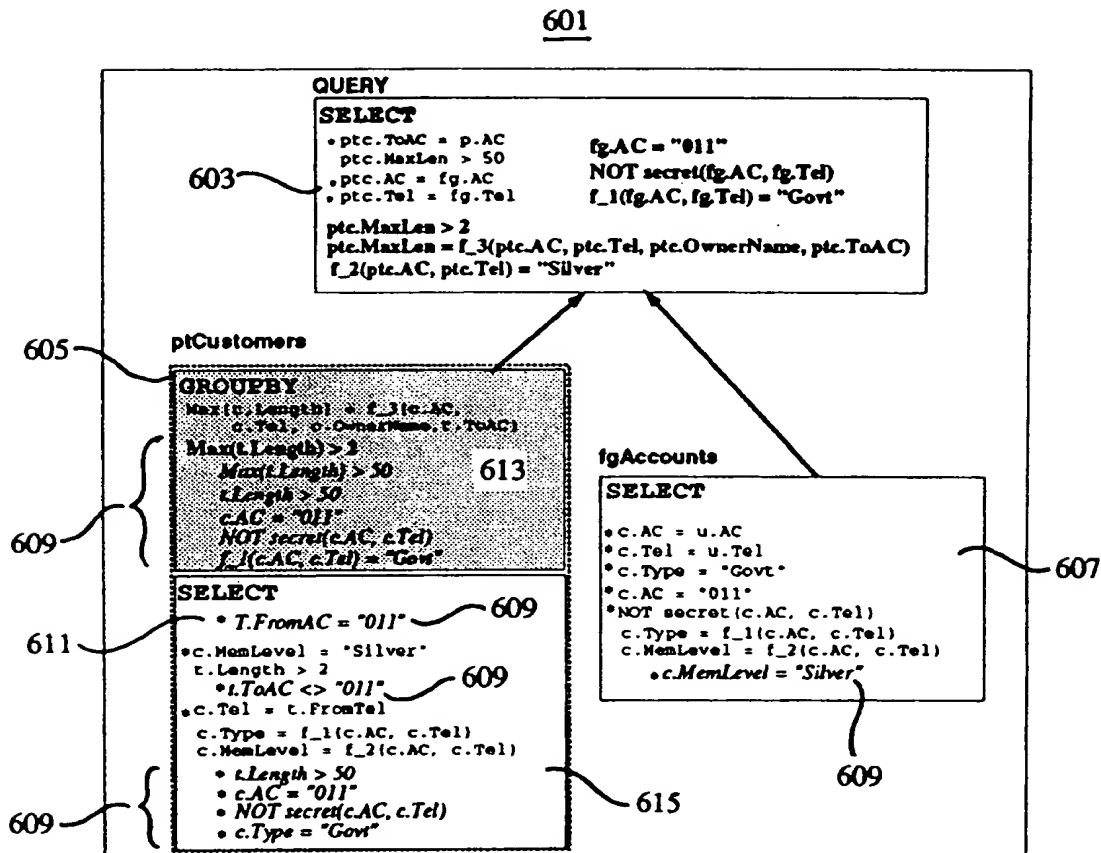 601
QUERY
SELECT
*ptc.ToAC = p.AC
ptc.MaxLen > 50
*ptc.AC = fg.AC
*ptc.Tel = fg.Tel
fg.AC = "011"
NOT secret(fg.AC, fg.Tel)
f_1(fg.AC, fg.Tel) = "Govt"
ptc.MaxLen > 2
ptc.MaxLen = f_3(ptc.AC, ptc.Tel, ptc.OwnerName, ptc.ToAC)
f_2(ptc.AC, ptc.Tel) = "Silver"
603
ptCustomers
605
GROUPBY
Max(t.Length) = f_3(c.AC,
c.Tel, c.OwnerName,t.ToAC)
Max(t.Length) > 2
Max(t.Length) > 50
t.Length > 50
c.AC = "011"
NOT secret(c.AC, c.Tel)
f_1(c.AC, c.Tel) = "Govt"
613
609
SELECT
* T.FromAC = "011"
609
611
*c.MemLevel = "Silver"
t.Length > 2
*t.ToAC <> "011"
609
*c.Tel = t.FromTel
c.Type = f_1(c.AC, c.Tel)
c.MemLevel = f_2(c.AC, c.Tel)
* t.Length > 50
* c.AC = "011"
* NOT secret(c.AC, c.Tel)
* c.Type = "Govt"
609
615
fgAccounts
SELECT
*c.AC = u.AC
*c.Tel = u.Tel
*c.Type = "Govt"
*c.AC = "011"
*NOT secret(c.AC, c.Tel)
c.Type = f_1(c.AC, c.Tel)
c.MemLevel = f_2(c.AC, c.Tel)
*c.MemLevel = "Silver"
607
609